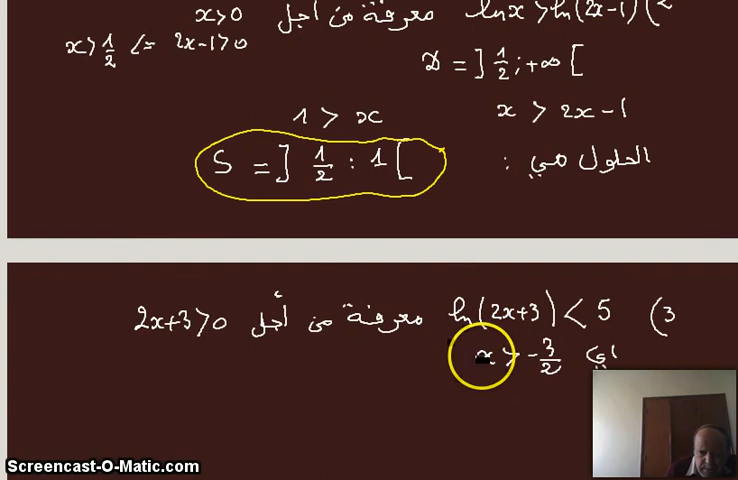 2) ln x > ln(2x-1) معرفة من أجل x>0
2x-1>0 => x>1/2
D = ]1/2 ; +∞[
x > 2x-1
1 > x
الحلول هي :
S = ]1/2 : 1[
3) ln(2x+3) < 5 معرفة من أجل 2x+3>0
اي x > -3/2
Screencast-O-Matic.com